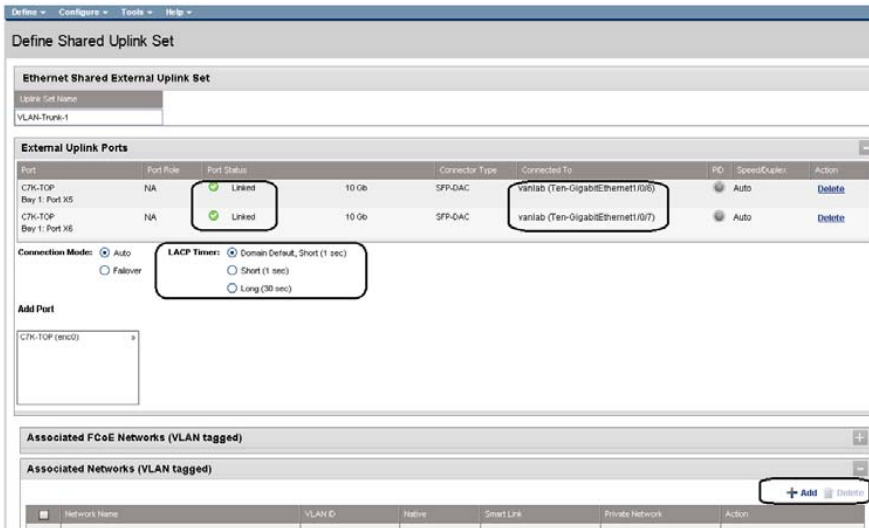 Define Configure Tools Help
Define Shared Uplink Set
Ethernet Shared External Uplink Set
Uplink Set Name
VLAN-Trunk-1
External Uplink Ports
Port Port Role Port Status Connector Type Connected To PID Speed/Duplex Action
C7K-TOP NA Linked 10 Gb SFP-DAC vanlab (Ten-GigabitEthernet1/0/6) Auto Delete
Bay 1: Port X5
C7K-TOP NA Linked 10 Gb SFP-DAC vanlab (Ten-GigabitEthernet1/0/7) Auto Delete
Bay 1: Port X6
Connection Mode: Auto LACP Timer: Domain Default, Short (1 sec)
Failover Short (1 sec)
Long (30 sec)
Add Port
C7K-TOP (enc0) »
Associated FCoE Networks (VLAN tagged)
Associated Networks (VLAN tagged)
Add Delete
Network Name VLAN ID Native Smart Link Private Network Action